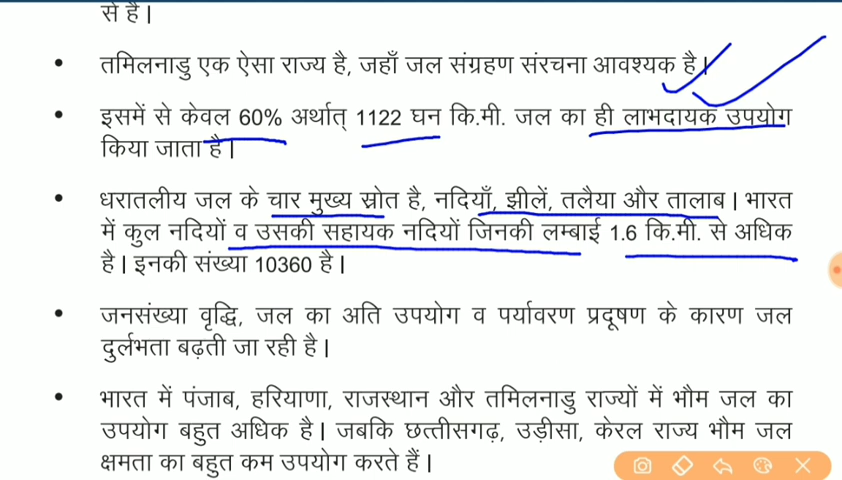 से है।
तमिलनाडु एक ऐसा राज्य है, जहाँ जल संग्रहण संरचना आवश्यक है।
इसमें से केवल 60% अर्थात् 1122 घन कि.मी. जल का ही लाभदायक उपयोग
किया जाता है।
धरातलीय जल के चार मुख्य स्रोत है, नदियाँ, झीलें, तलैया और तालाब। भारत
में कुल नदियों व उसकी सहायक नदियों जिनकी लम्बाई 1.6 कि.मी. से अधिक
है। इनकी संख्या 10360 है।
जनसंख्या वृद्धि, जल का अति उपयोग व पर्यावरण प्रदूषण के कारण जल
दुर्लभता बढ़ती जा रही है।
भारत में पंजाब, हरियाणा, राजस्थान और तमिलनाडु राज्यों में भौम जल का
उपयोग बहुत अधिक है। जबकि छत्तीसगढ़, उड़ीसा, केरल राज्य भौम जल
क्षमता का बहुत कम उपयोग करते हैं।